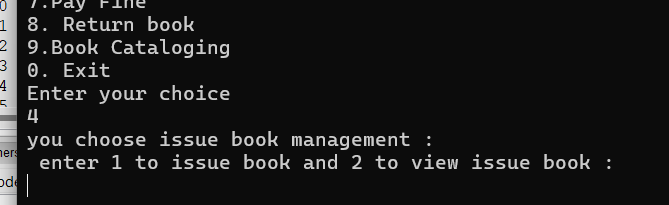 7.Pay Fine
8. Return book
9.Book Cataloging
0. Exit
Enter your choice
4
you choose issue book management :
 enter 1 to issue book and 2 to view issue book :